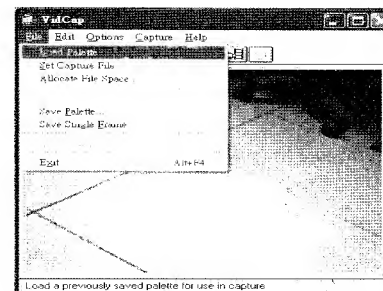 VidCap
File Edit Options Capture Help
Load Palette
Set Capture File
Allocate File Space
Save Palette...
Save Single Frame
Exit Alt+F4
Load a previously saved palette for use in capture